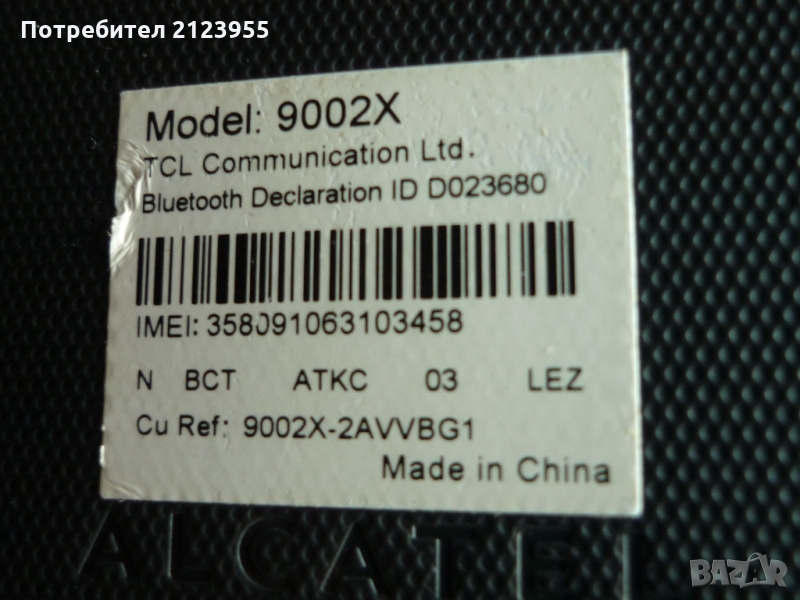 Потребител 2123955
Model: 9002X
TCL Communication Ltd.
Bluetooth Declaration ID D023680
IMEI: 358091063103458
N BCT ATKC 03 LEZ
Cu Ref: 9002X-2AVVBG1
Made in China
ALCATEL
BAZAR